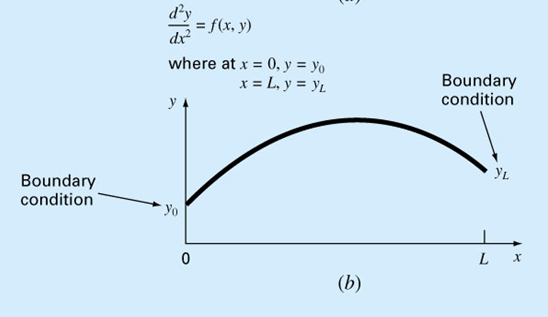 d²y/dx² = f(x, y)
where at x = 0, y = y₀
x = L, y = y_L
Boundary
condition
y
y_L
Boundary
condition
y₀
0
L
x
(b)